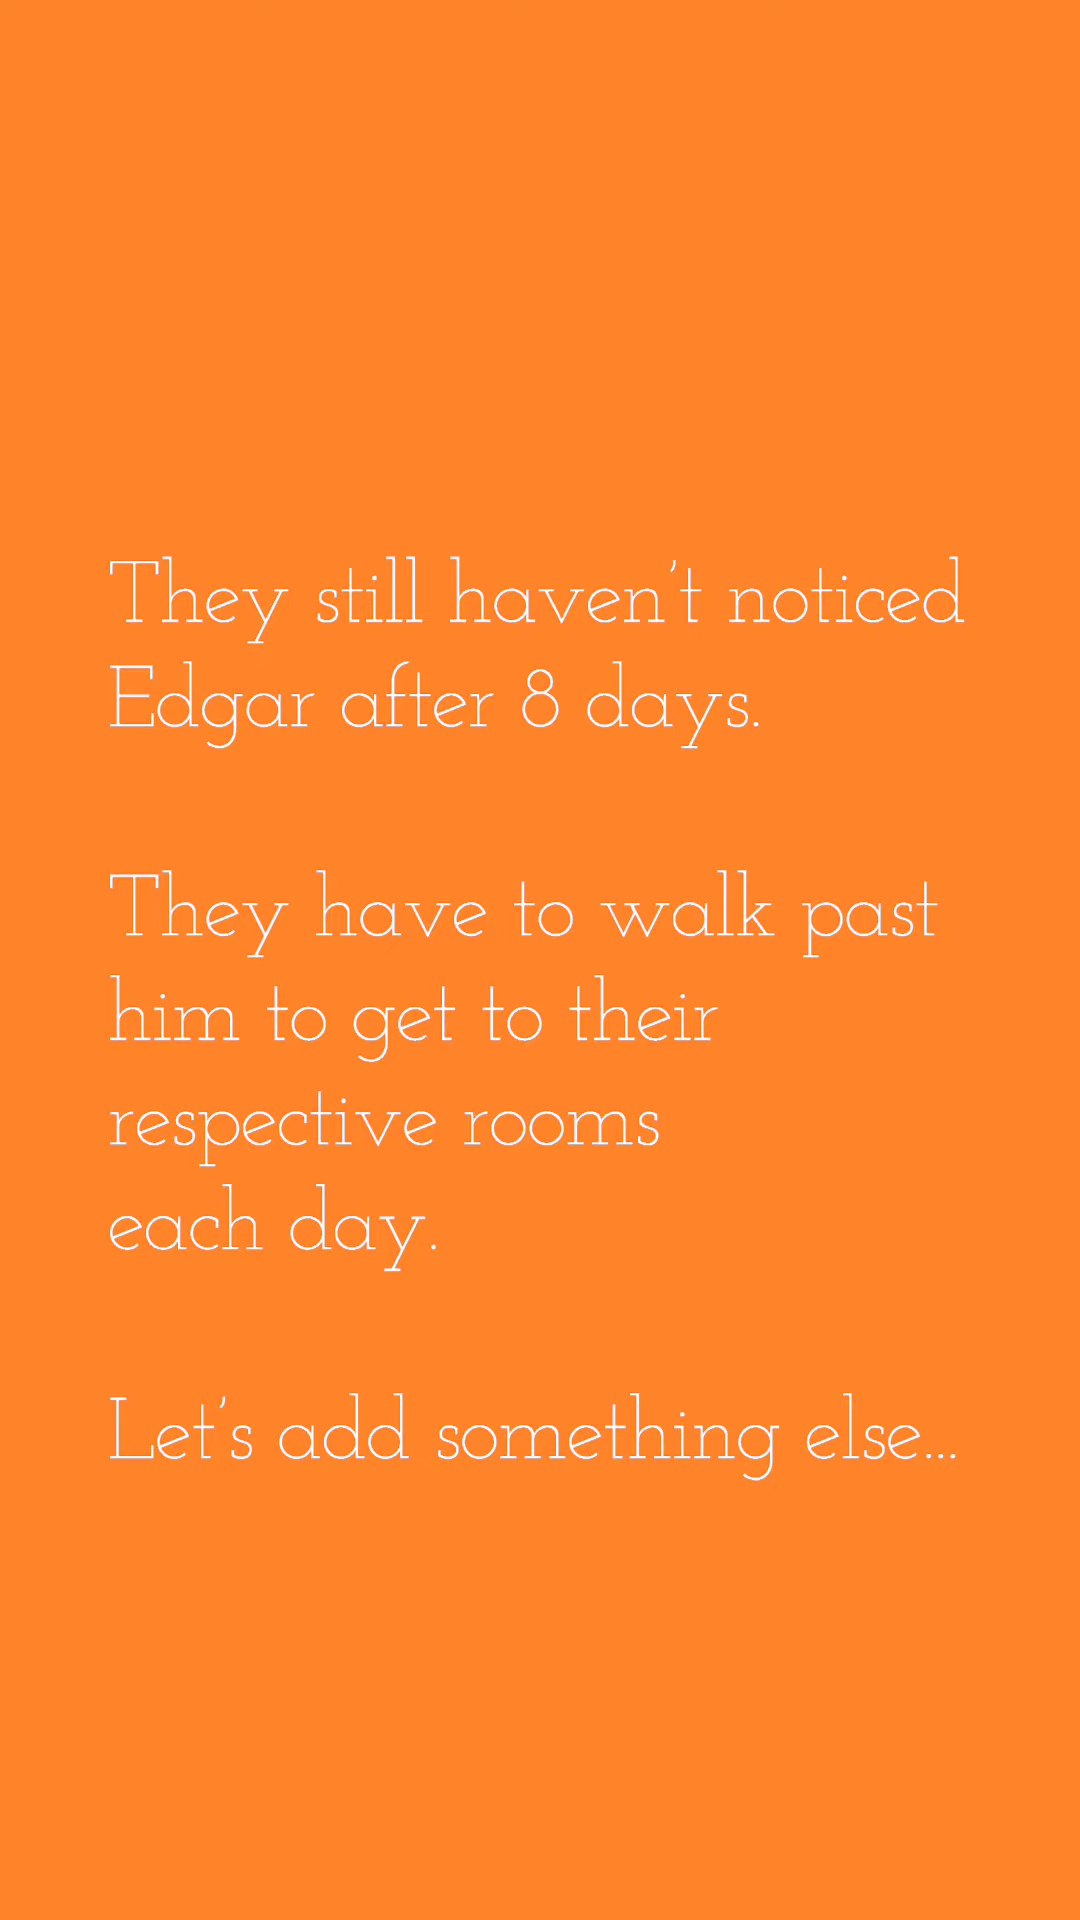 They still haven't noticed
Edgar after 8 days.
They have to walk past
him to get to their
respective rooms
each day.
Let's add something else...